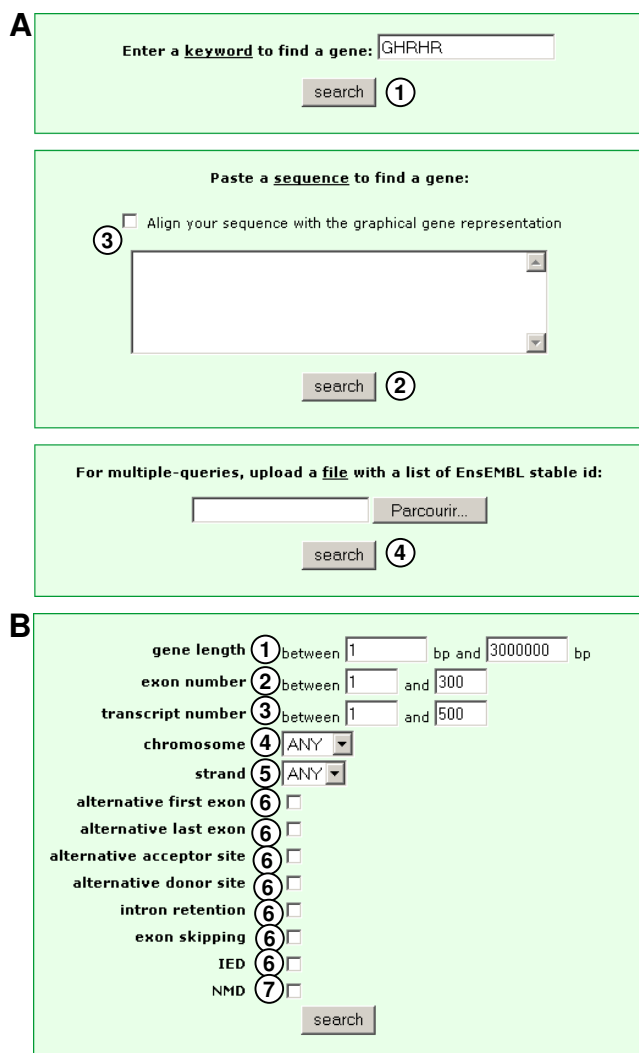 A
Enter a keyword to find a gene: GHRHR
search 1
Paste a sequence to find a gene:
Align your sequence with the graphical gene representation
3
search 2
For multiple-queries, upload a file with a list of EnsEMBL stable id:
Parcourir...
search 4
B
gene length 1 between 1 bp and 3000000 bp
exon number 2 between 1 and 300
transcript number 3 between 1 and 500
chromosome 4 ANY
strand 5 ANY
alternative first exon 6
alternative last exon 6
alternative acceptor site 6
alternative donor site 6
intron retention 6
exon skipping 6
IED 6
NMD 7
search